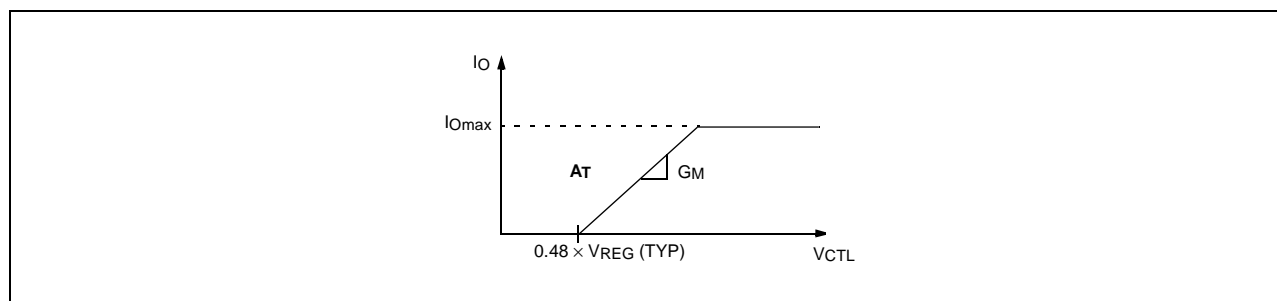 IO
IOmax
AT
GM
0.48 × VREG (TYP)
VCTL